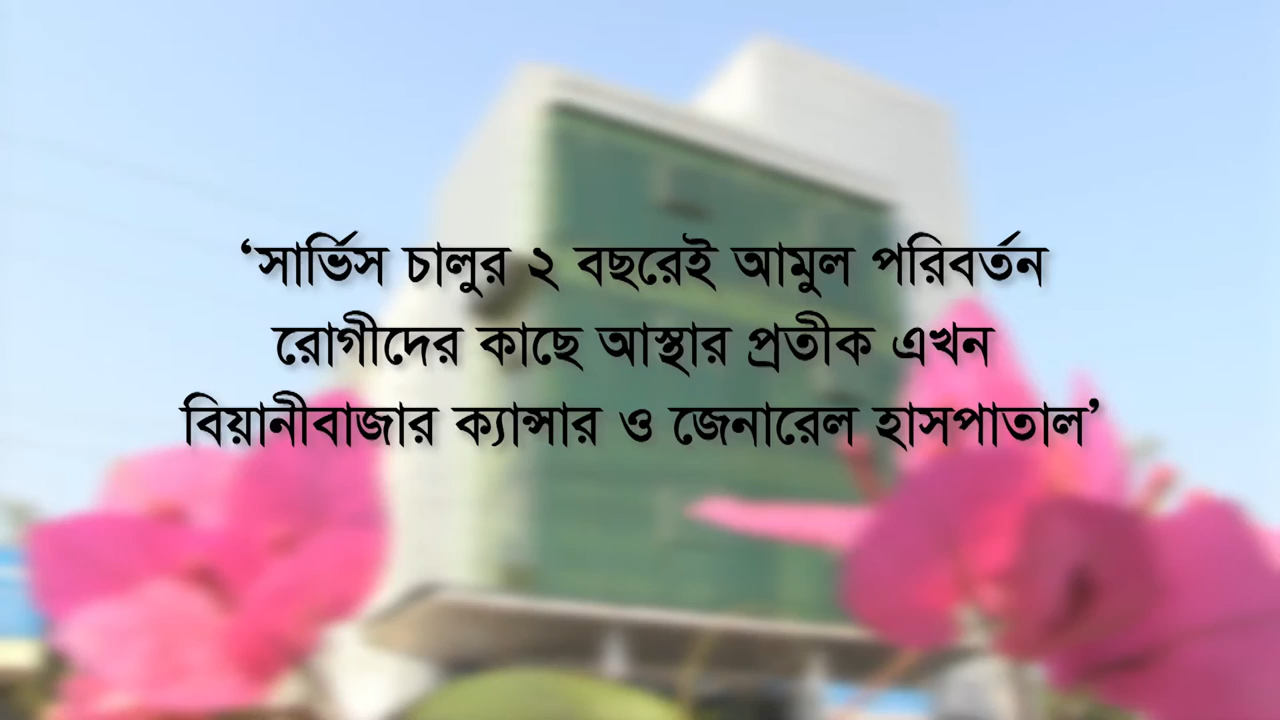 ‘সার্ভিস চালুর ২ বছরেই আমুল পরিবর্তন
রোগীদের কাছে আস্থার প্রতীক এখন
বিয়ানীবাজার ক্যান্সার ও জেনারেল হাসপাতাল’